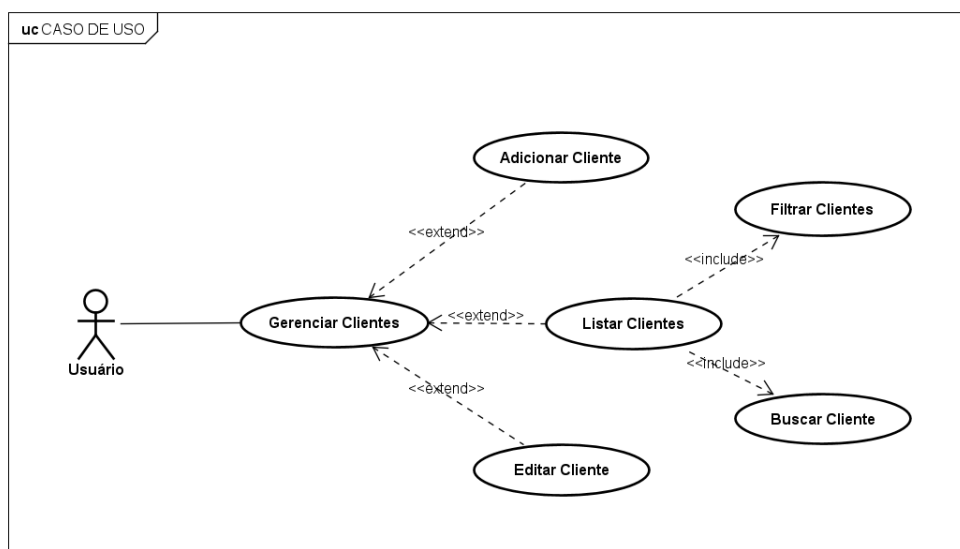 uc CASO DE USO
Adicionar Cliente
Filtrar Clientes
<<extend>>
<<include>>
Gerenciar Clientes
<<extend>>
Listar Clientes
Usuário
<<include>>
<<extend>>
Buscar Cliente
Editar Cliente